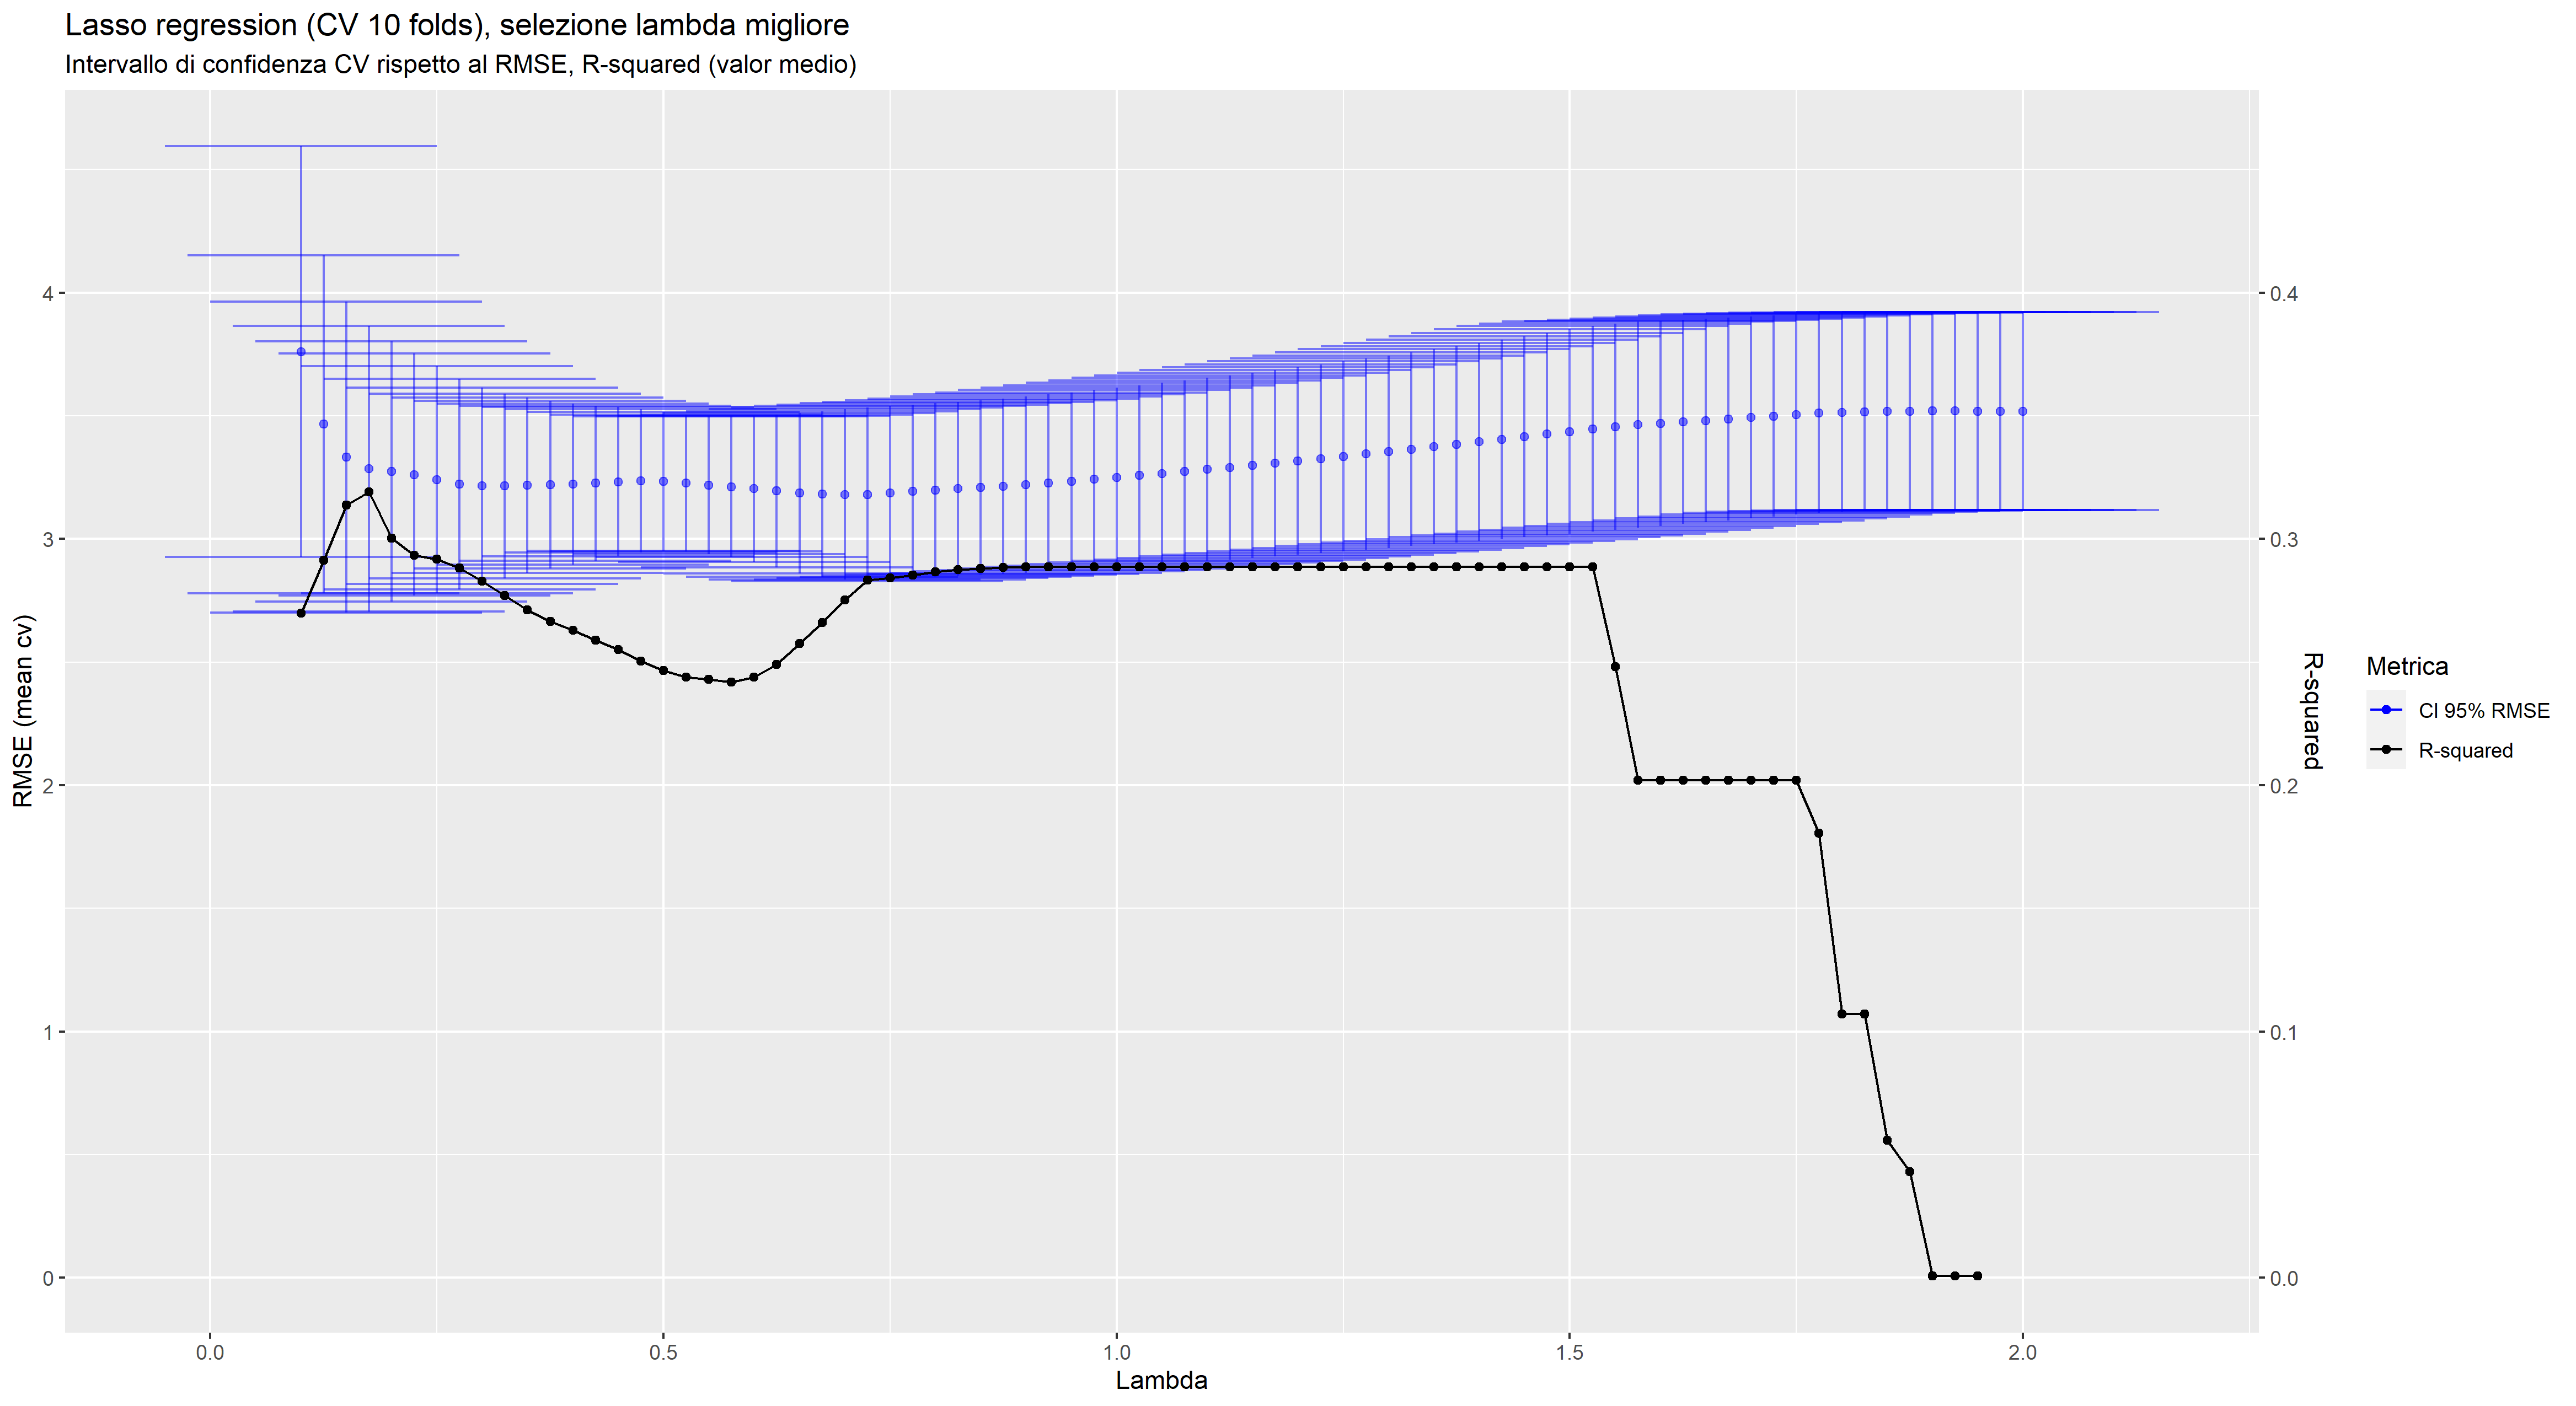 Lasso regression (CV 10 folds), selezione lambda migliore
Intervallo di confidenza CV rispetto al RMSE, R-squared (valor medio)
RMSE (mean cv)
4
3
2
1
0
0.4
0.3
0.2
0.1
0.0
R-squared
Metrica
CI 95% RMSE
R-squared
0.0
0.5
1.0
1.5
2.0
Lambda